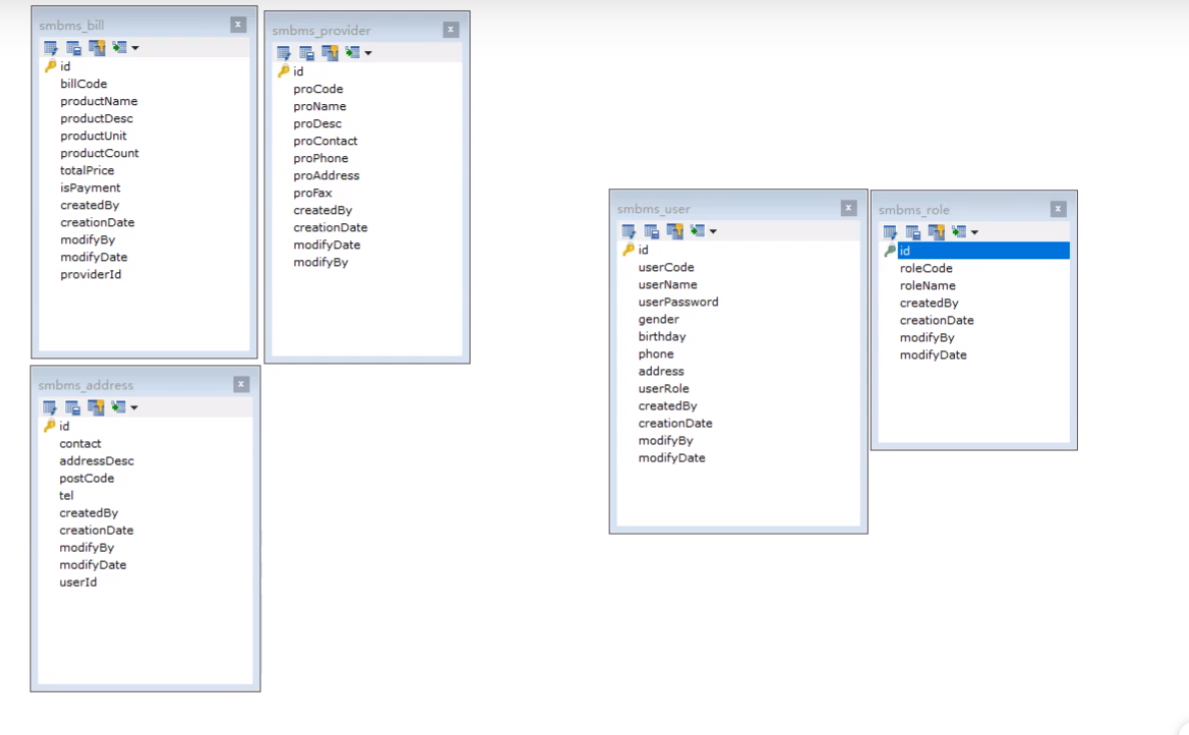 smbms_bill
id
billCode
productName
productDesc
productUnit
productCount
totalPrice
isPayment
createdBy
creationDate
modifyBy
modifyDate
providerId
smbms_provider
id
proCode
proName
proDesc
proContact
proPhone
proAddress
proFax
createdBy
creationDate
modifyDate
modifyBy
smbms_address
id
contact
addressDesc
postCode
tel
createdBy
creationDate
modifyBy
modifyDate
userId
smbms_user
id
userCode
userName
userPassword
gender
birthday
phone
address
userRole
createdBy
creationDate
modifyBy
modifyDate
smbms_role
id
roleCode
roleName
createdBy
creationDate
modifyBy
modifyDate